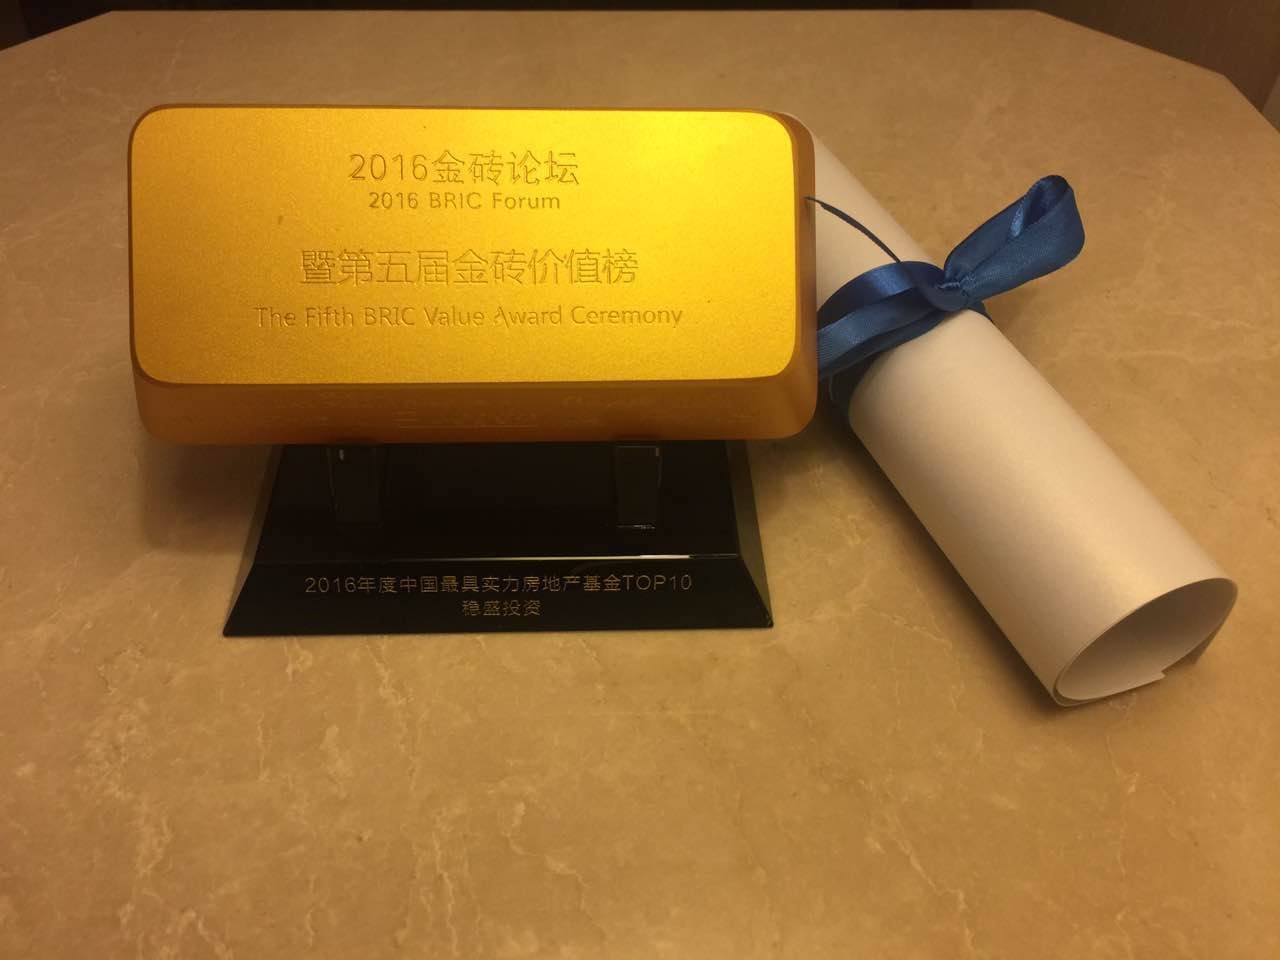 2016金砖论坛
2016 BRIC Forum
暨第五届金砖价值榜
The Fifth BRIC Value Award Ceremony
2016年度中国最具实力房地产基金TOP10
稳盛投资